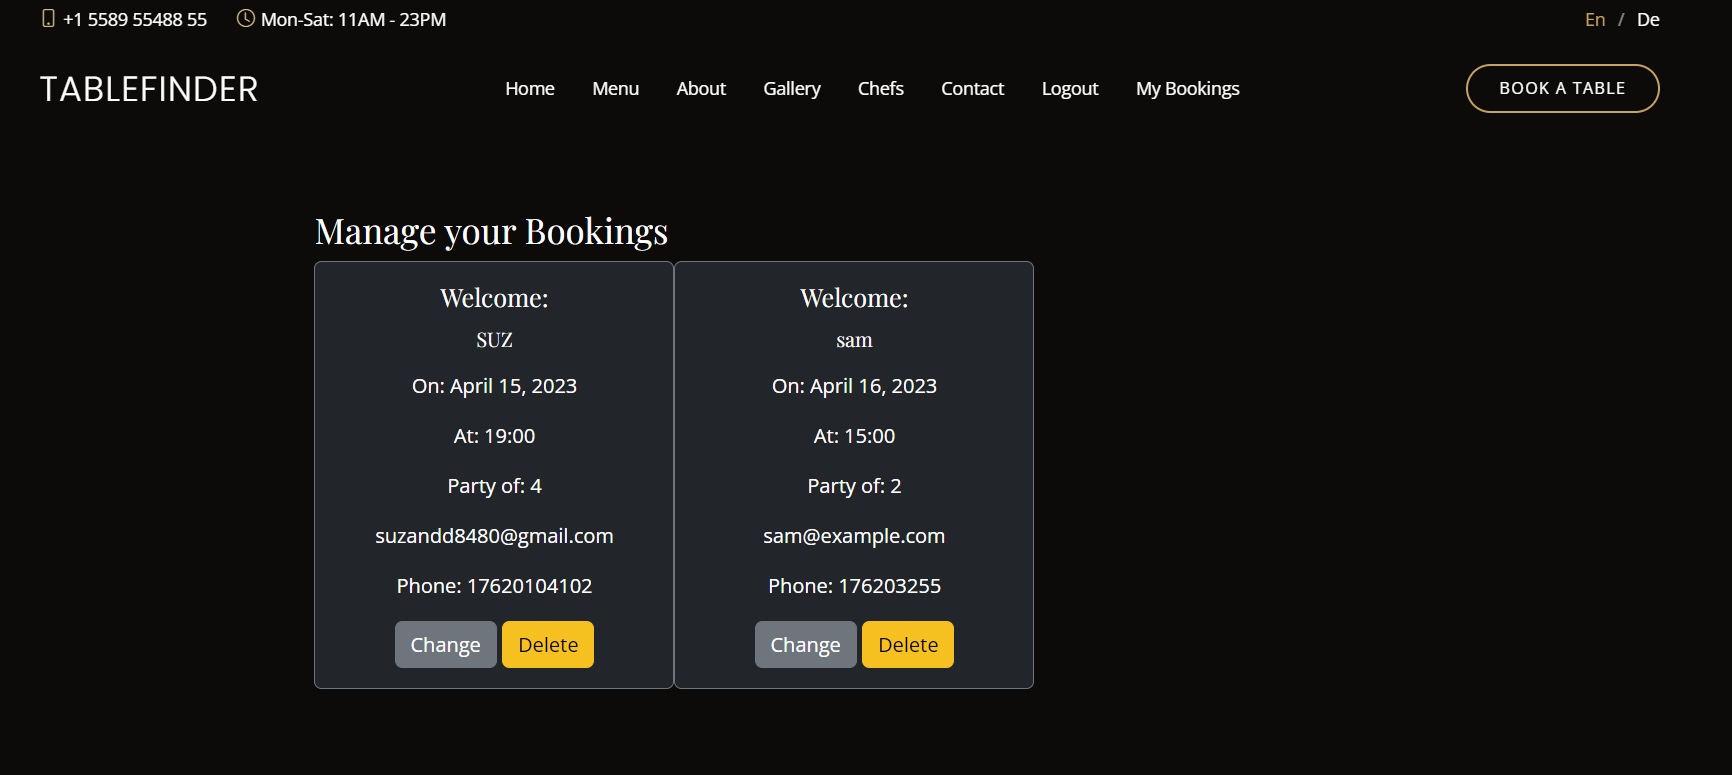 +1 5589 55488 55 Mon-Sat: 11AM - 23PM En / De
TABLEFINDER Home Menu About Gallery Chefs Contact Logout My Bookings BOOK A TABLE
Manage your Bookings
Welcome:
SUZ
On: April 15, 2023
At: 19:00
Party of: 4
suzandd8480@gmail.com
Phone: 17620104102
Change Delete
Welcome:
sam
On: April 16, 2023
At: 15:00
Party of: 2
sam@example.com
Phone: 176203255
Change Delete